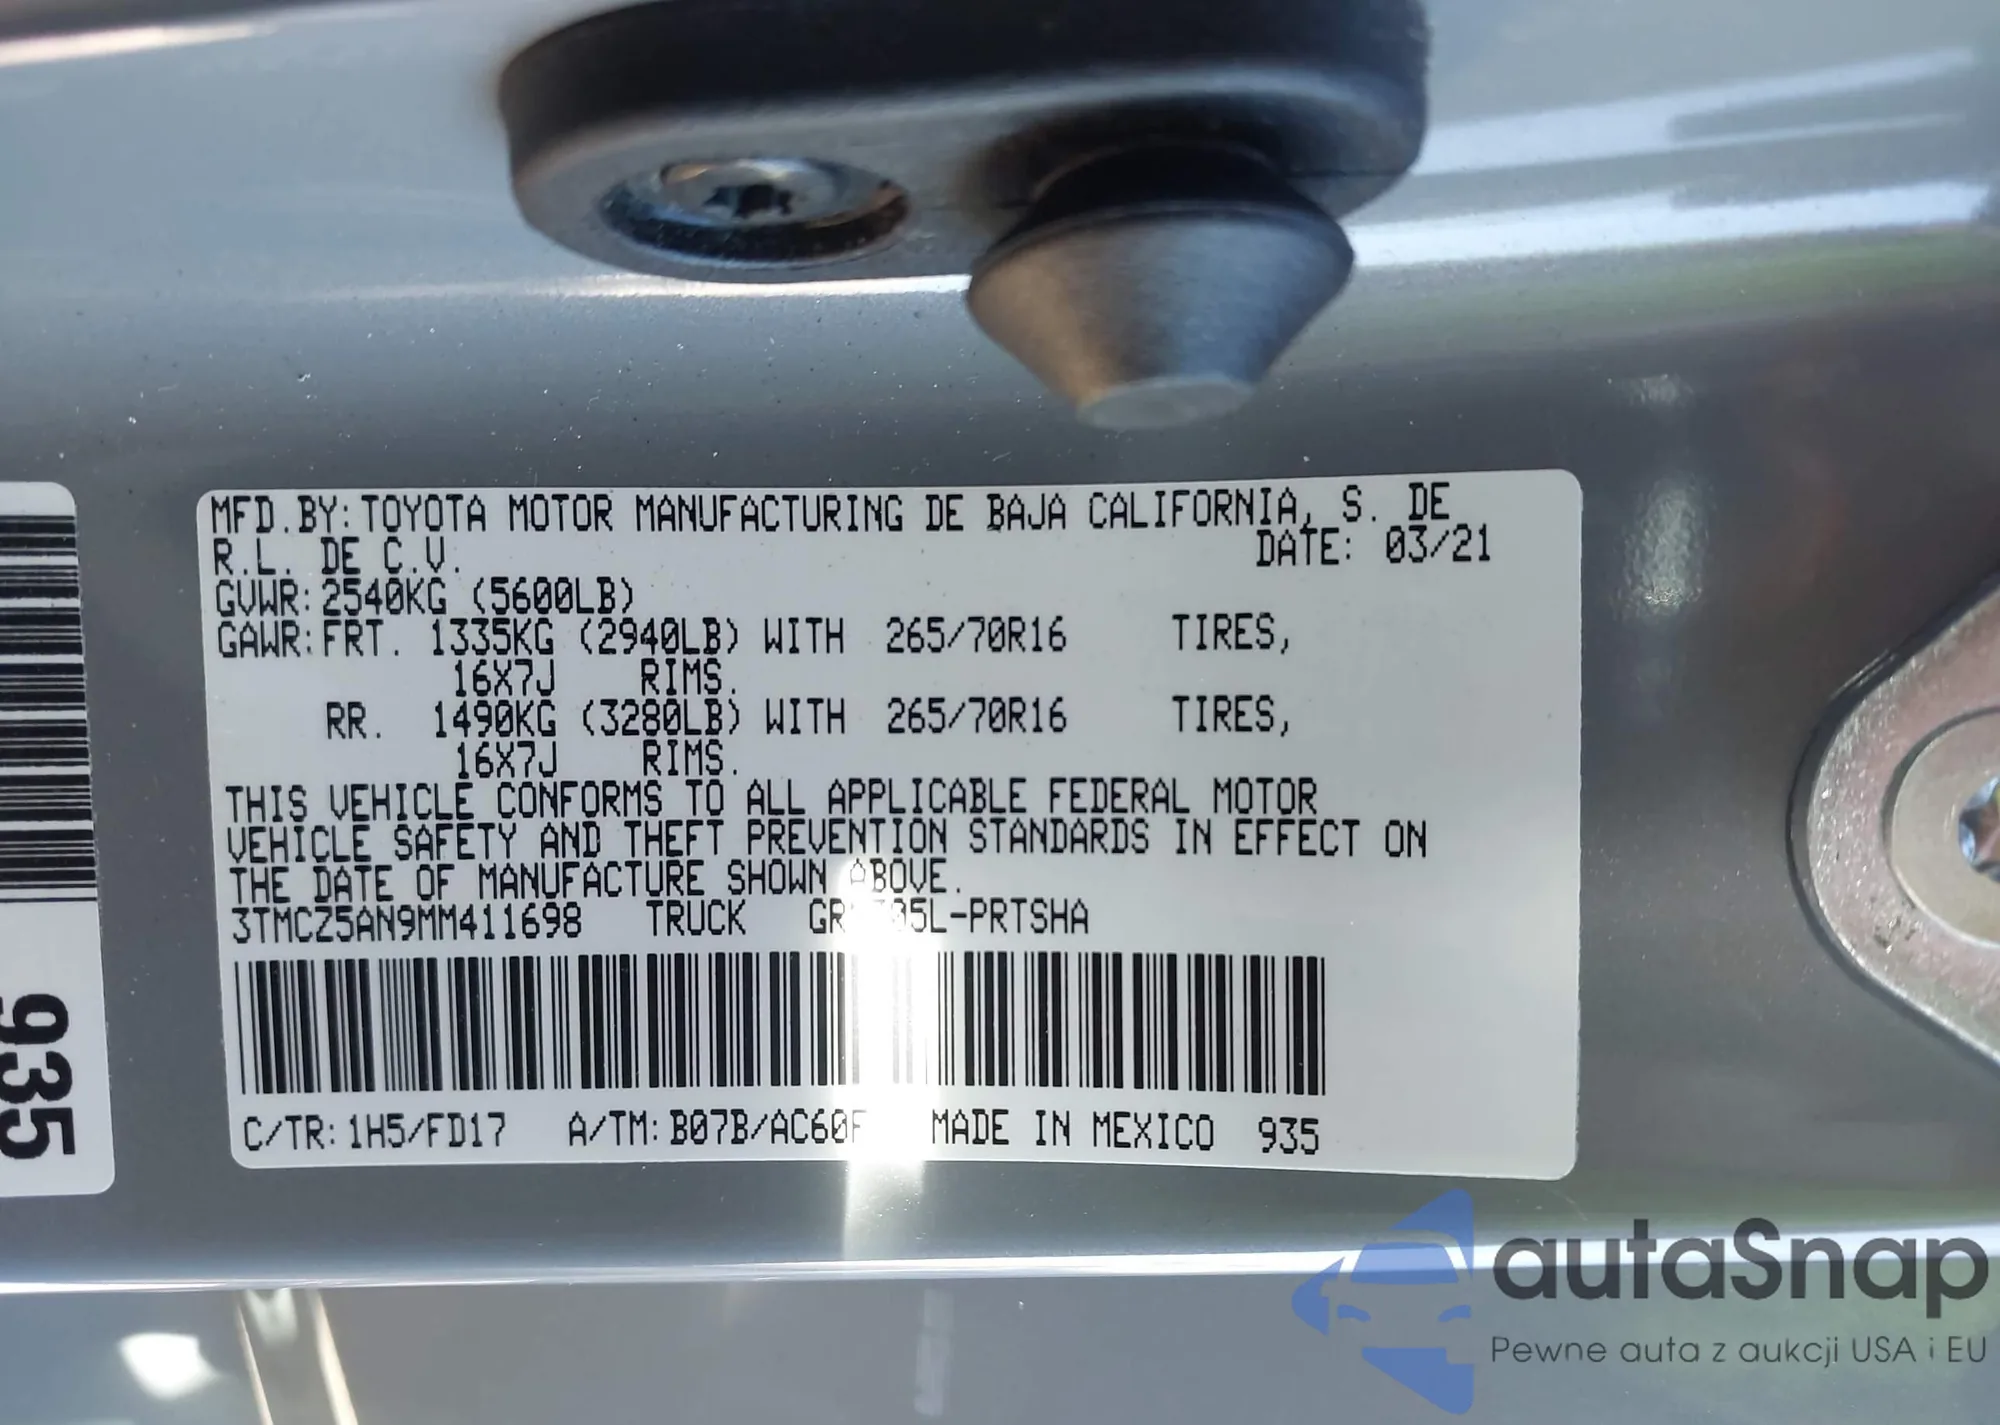 MFD.BY:TOYOTA MOTOR MANUFACTURING DE BAJA CALIFORNIA, S. DE
R.L. DE C.V. DATE: 03/21
GVWR:2540KG (5600LB)
GAWR:FRT. 1335KG (2940LB) WITH 265/70R16 TIRES,
16X7J RIMS.
RR. 1490KG (3280LB) WITH 265/70R16 TIRES,
16X7J RIMS.
THIS VEHICLE CONFORMS TO ALL APPLICABLE FEDERAL MOTOR
VEHICLE SAFETY AND THEFT PREVENTION STANDARDS IN EFFECT ON
THE DATE OF MANUFACTURE SHOWN ABOVE.
3TMCZ5AN9MM411698 TRUCK
C/TR:1H5/FD17 A/TM:B07B/AC60F MADE IN MEXICO 935
935
autaSnap
Pewne auta z aukcji USA i EU